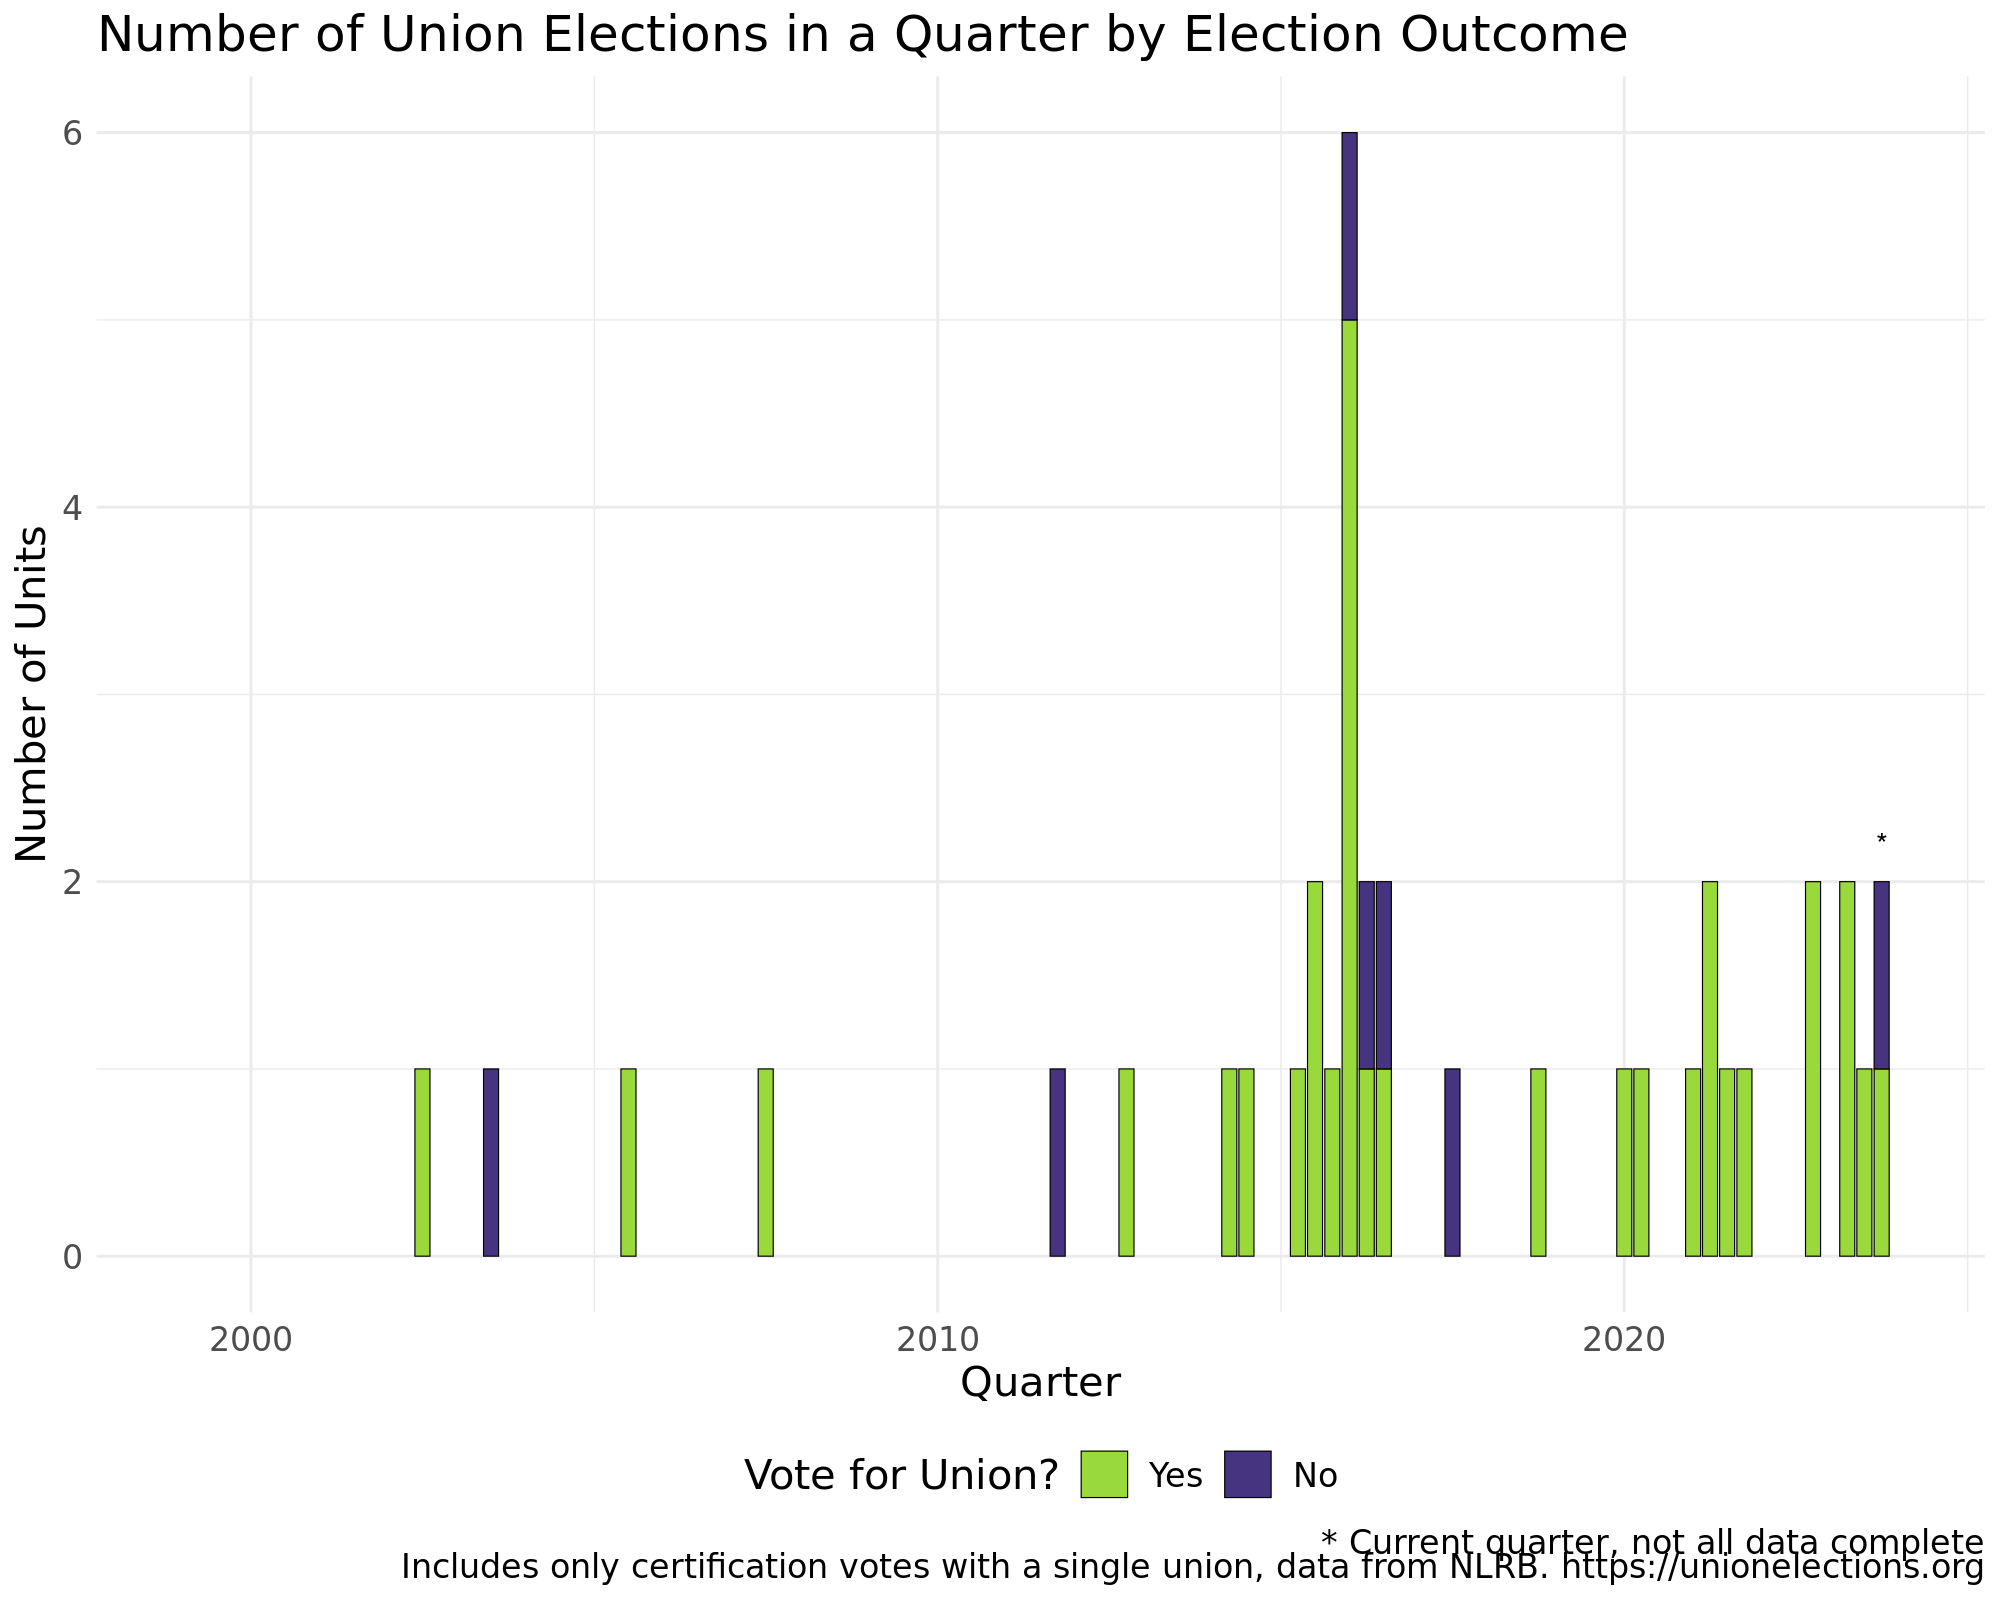 Number of Union Elections in a Quarter by Election Outcome
6
4
2
0
Number of Units
*
2000 2010 2020
Quarter
Vote for Union? Yes No
* Current quarter, not all data complete
Includes only certification votes with a single union, data from NLRB. https://unionelections.org